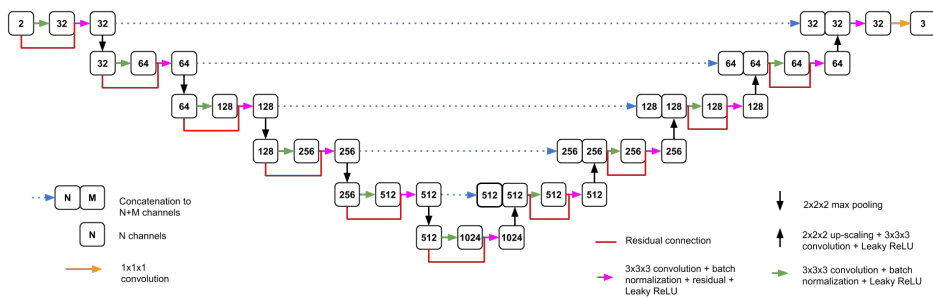 2 32 32 32 32 32 3
32 64 64 64 64 64 64
64 128 128 128 128 128 128
128 256 256 256 256 256 256
256 512 512 512 512 512 512
512 1024 1024
N M Concatenation to
N+M channels
N N channels
1x1x1
convolution
Residual connection
3x3x3 convolution + batch
normalization + residual +
Leaky ReLU
2x2x2 max pooling
2x2x2 up-scaling + 3x3x3
convolution + Leaky ReLU
3x3x3 convolution + batch
normalization + Leaky ReLU